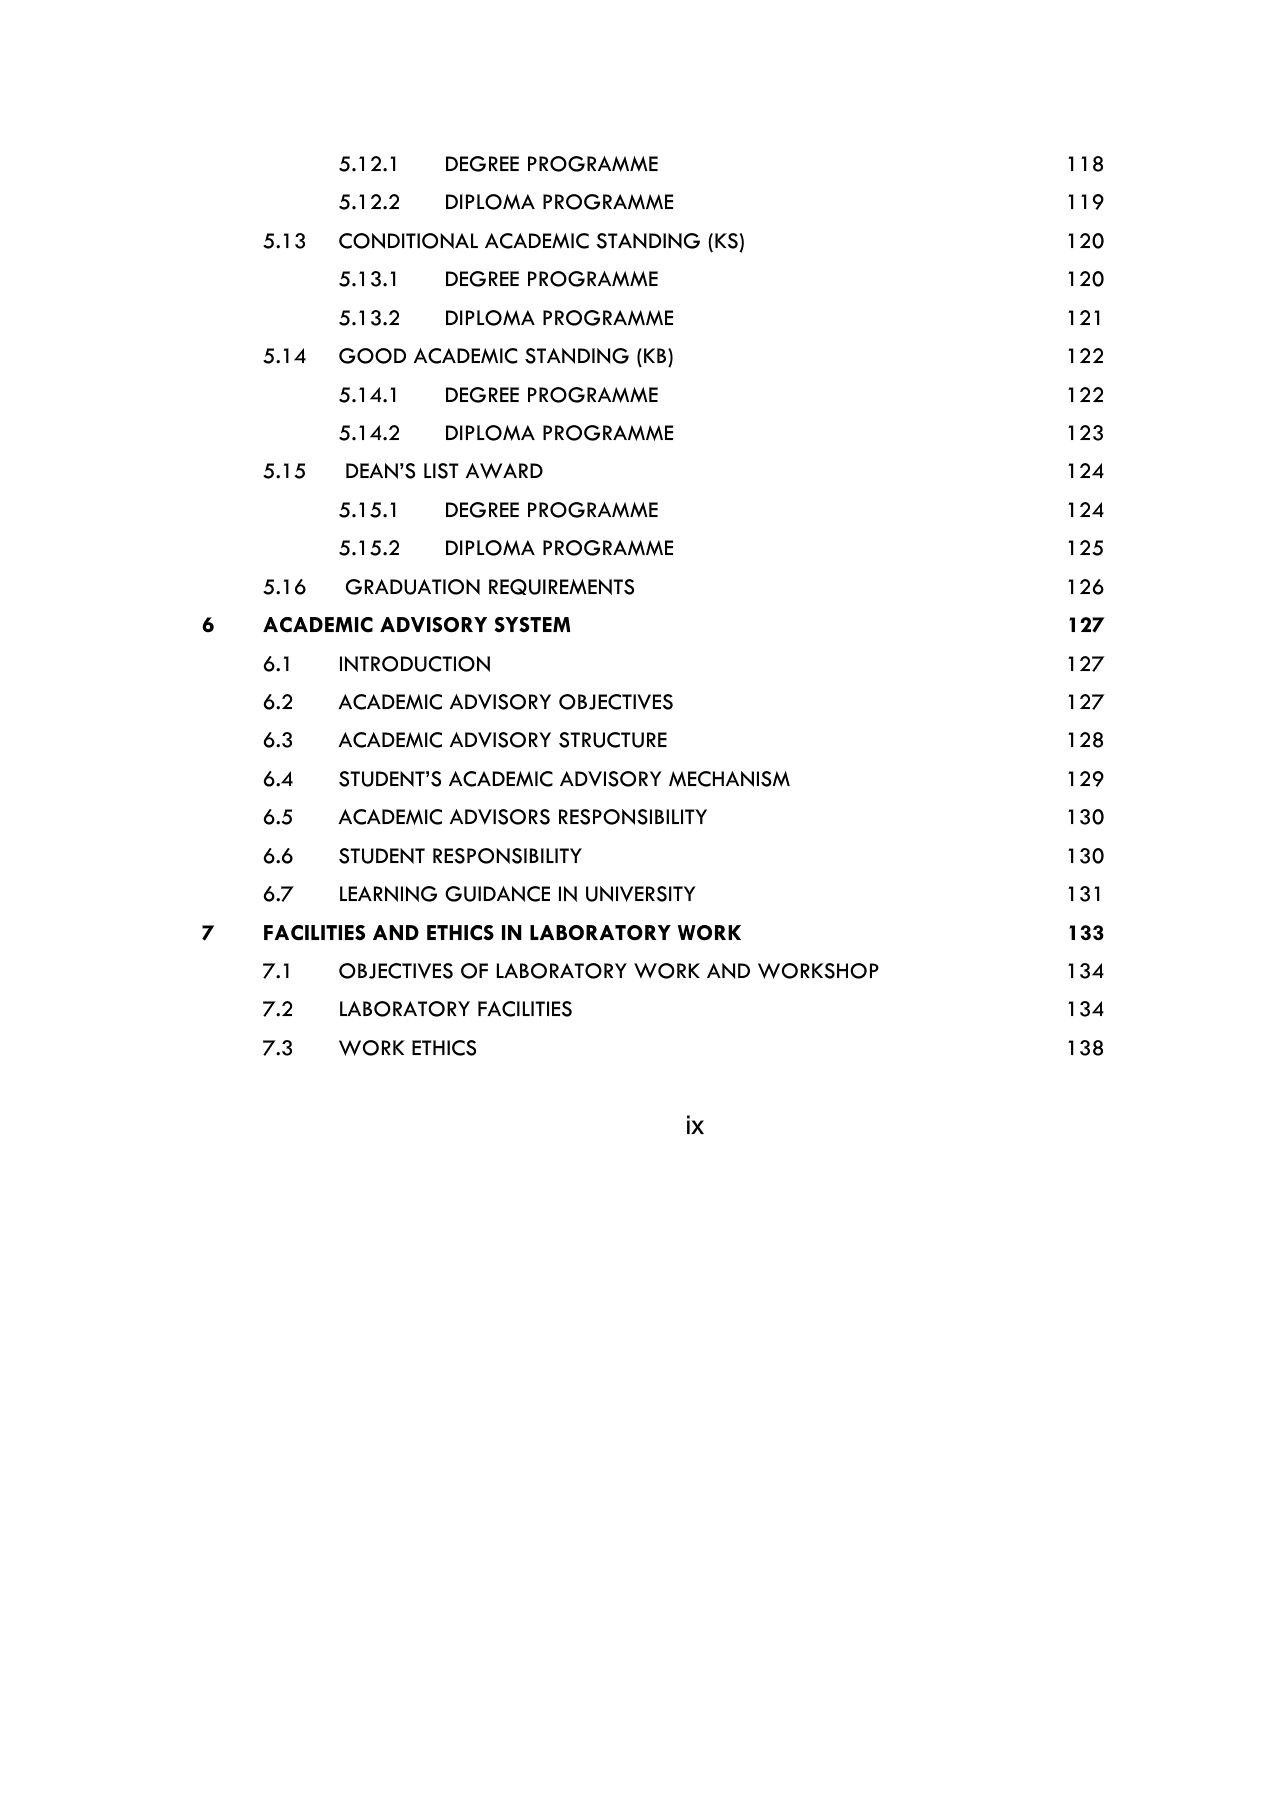 5.12.1 DEGREE PROGRAMME 118
5.12.2 DIPLOMA PROGRAMME 119
5.13 CONDITIONAL ACADEMIC STANDING (KS) 120
5.13.1 DEGREE PROGRAMME 120
5.13.2 DIPLOMA PROGRAMME 121
5.14 GOOD ACADEMIC STANDING (KB) 122
5.14.1 DEGREE PROGRAMME 122
5.14.2 DIPLOMA PROGRAMME 123
5.15 DEAN’S LIST AWARD 124
5.15.1 DEGREE PROGRAMME 124
5.15.2 DIPLOMA PROGRAMME 125
5.16 GRADUATION REQUIREMENTS 126
6 ACADEMIC ADVISORY SYSTEM 127
6.1 INTRODUCTION 127
6.2 ACADEMIC ADVISORY OBJECTIVES 127
6.3 ACADEMIC ADVISORY STRUCTURE 128
6.4 STUDENT’S ACADEMIC ADVISORY MECHANISM 129
6.5 ACADEMIC ADVISORS RESPONSIBILITY 130
6.6 STUDENT RESPONSIBILITY 130
6.7 LEARNING GUIDANCE IN UNIVERSITY 131
7 FACILITIES AND ETHICS IN LABORATORY WORK 133
7.1 OBJECTIVES OF LABORATORY WORK AND WORKSHOP 134
7.2 LABORATORY FACILITIES 134
7.3 WORK ETHICS 138
ix